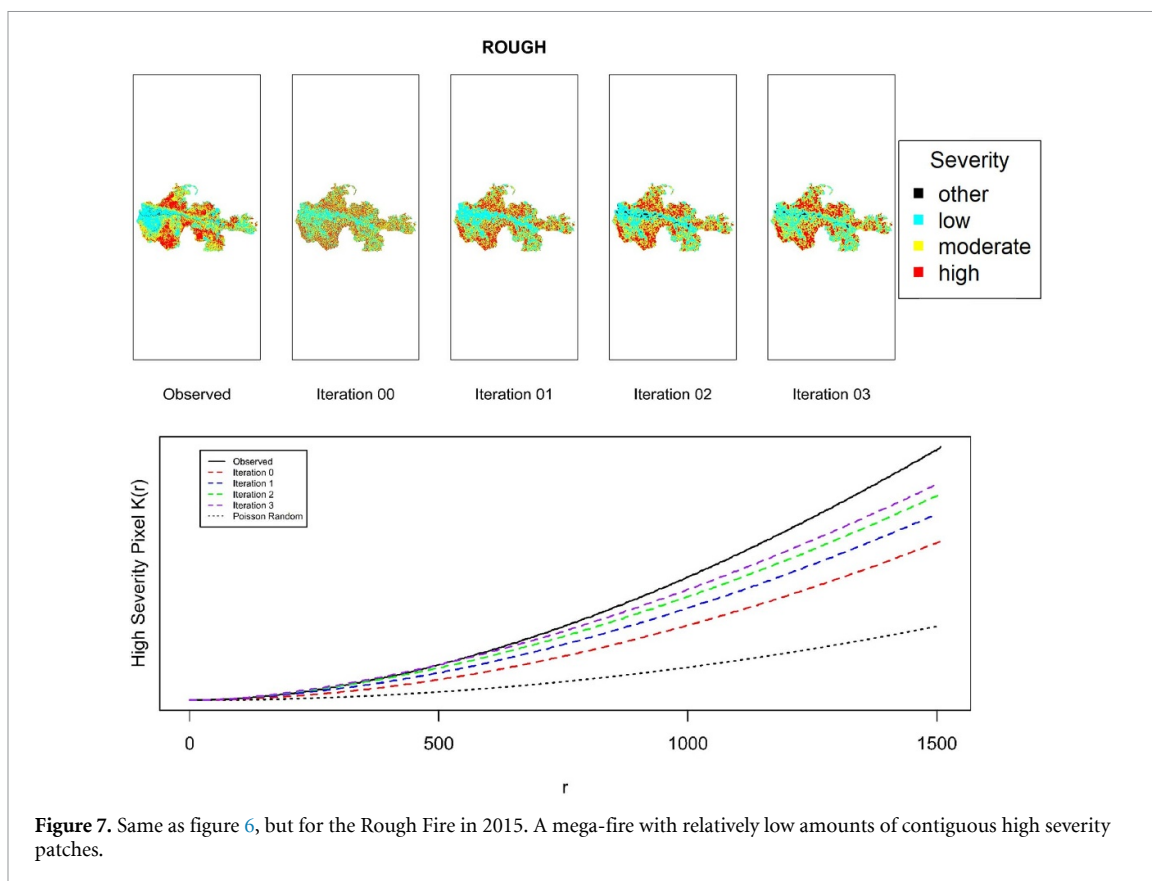 ROUGH
Severity
other
low
moderate
high
Observed
Iteration 00
Iteration 01
Iteration 02
Iteration 03
High Severity Pixel K(r)
Observed
Iteration 0
Iteration 1
Iteration 2
Iteration 3
Poisson Random
0
500
1000
1500
r
Figure 7. Same as figure 6, but for the Rough Fire in 2015. A mega-fire with relatively low amounts of contiguous high severity
patches.